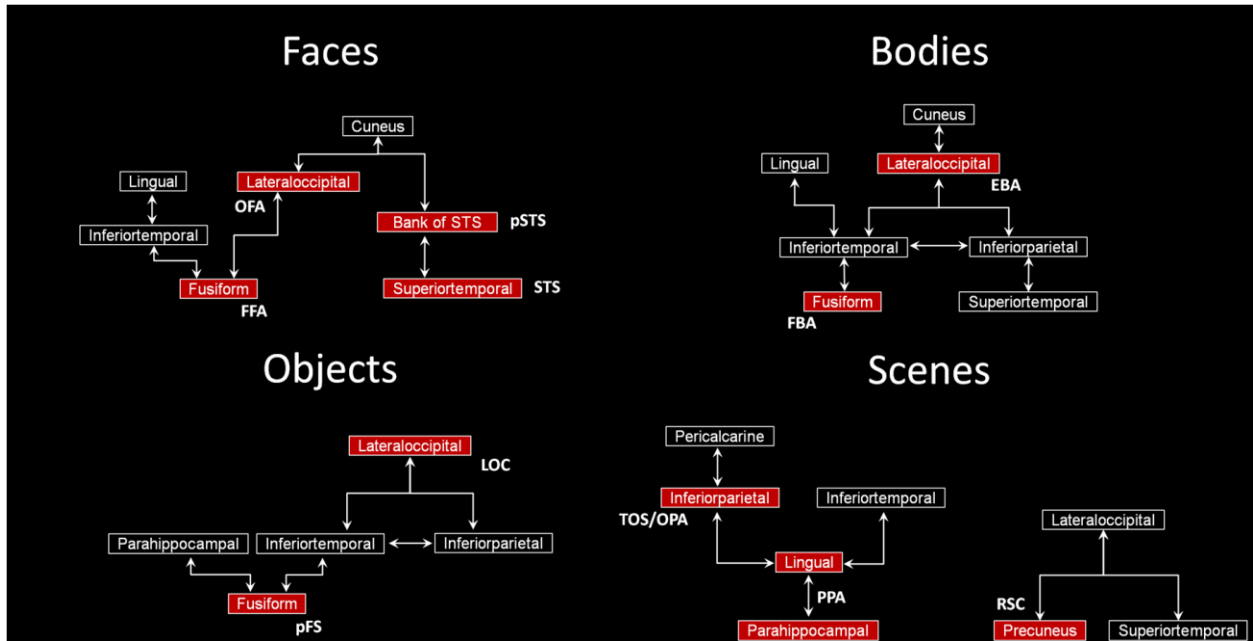 Faces
Cuneus
Lingual
Lateraloccipital
OFA
Bank of STS
pSTS
Inferiortemporal
Fusiform
FFA
Superiortemporal
STS
Bodies
Cuneus
Lingual
Lateraloccipital
EBA
Inferiortemporal
Inferiorparietal
Fusiform
FBA
Superiortemporal
Objects
Lateraloccipital
LOC
Parahippocampal
Inferiortemporal
Inferiorparietal
Fusiform
pFS
Scenes
Pericalcarine
Inferiorparietal
TOS/OPA
Inferiortemporal
Lingual
PPA
Parahippocampal
Lateraloccipital
RSC
Precuneus
Superiortemporal